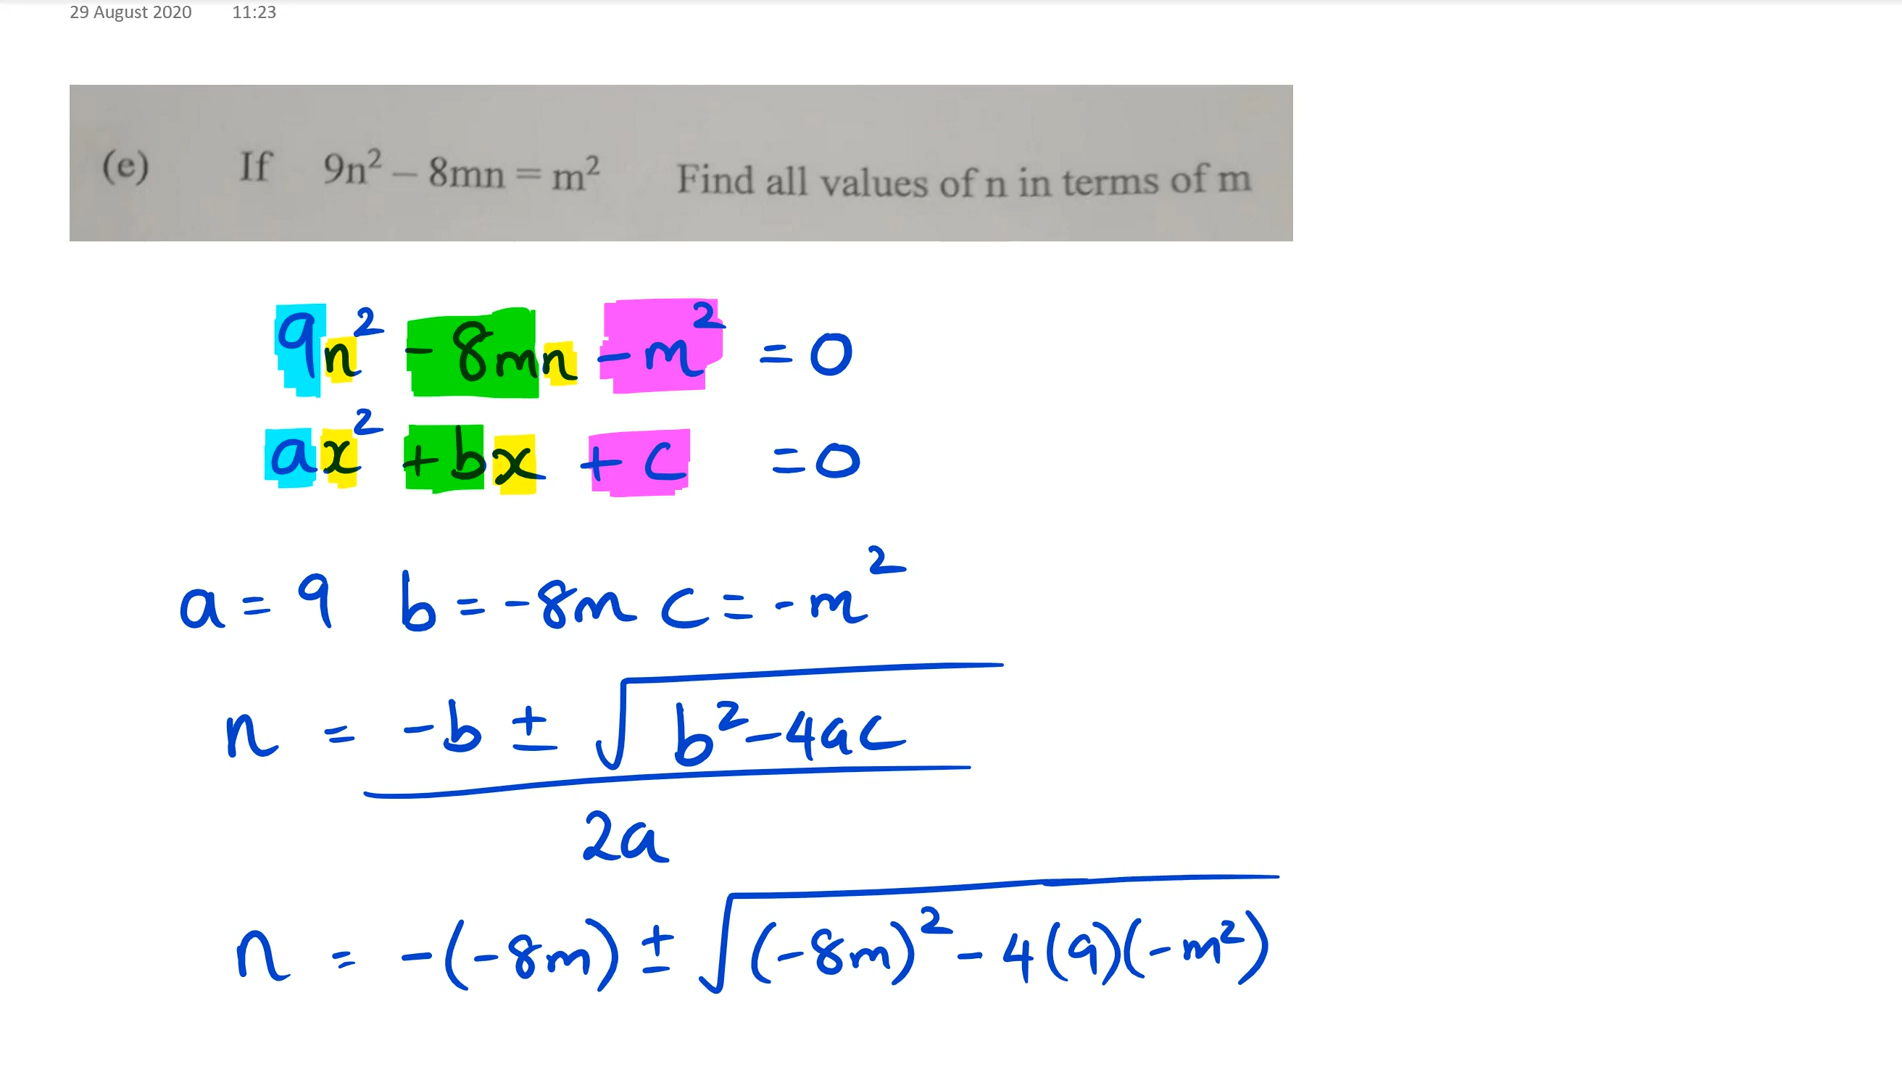 29 August 2020 11:23
(e) If 9n² – 8mn = m² Find all values of n in terms of m
9n² - 8mn - m² = 0
ax² + bx + c = 0
a = 9 b = -8m c = -m²
n = -b ± √b²-4ac
2a
n = -(-8m) ± √(-8m)² - 4(9)(-m²)